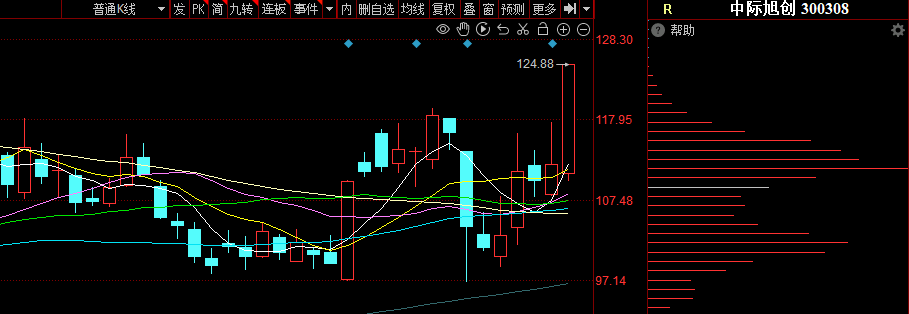 普通K线 发 PK 简 九转 连板 事件 内 删自选 均线 复权 叠 窗 预测 更多
R 中际旭创 300308
? 帮助
128.30
124.88
117.95
107.48
97.14